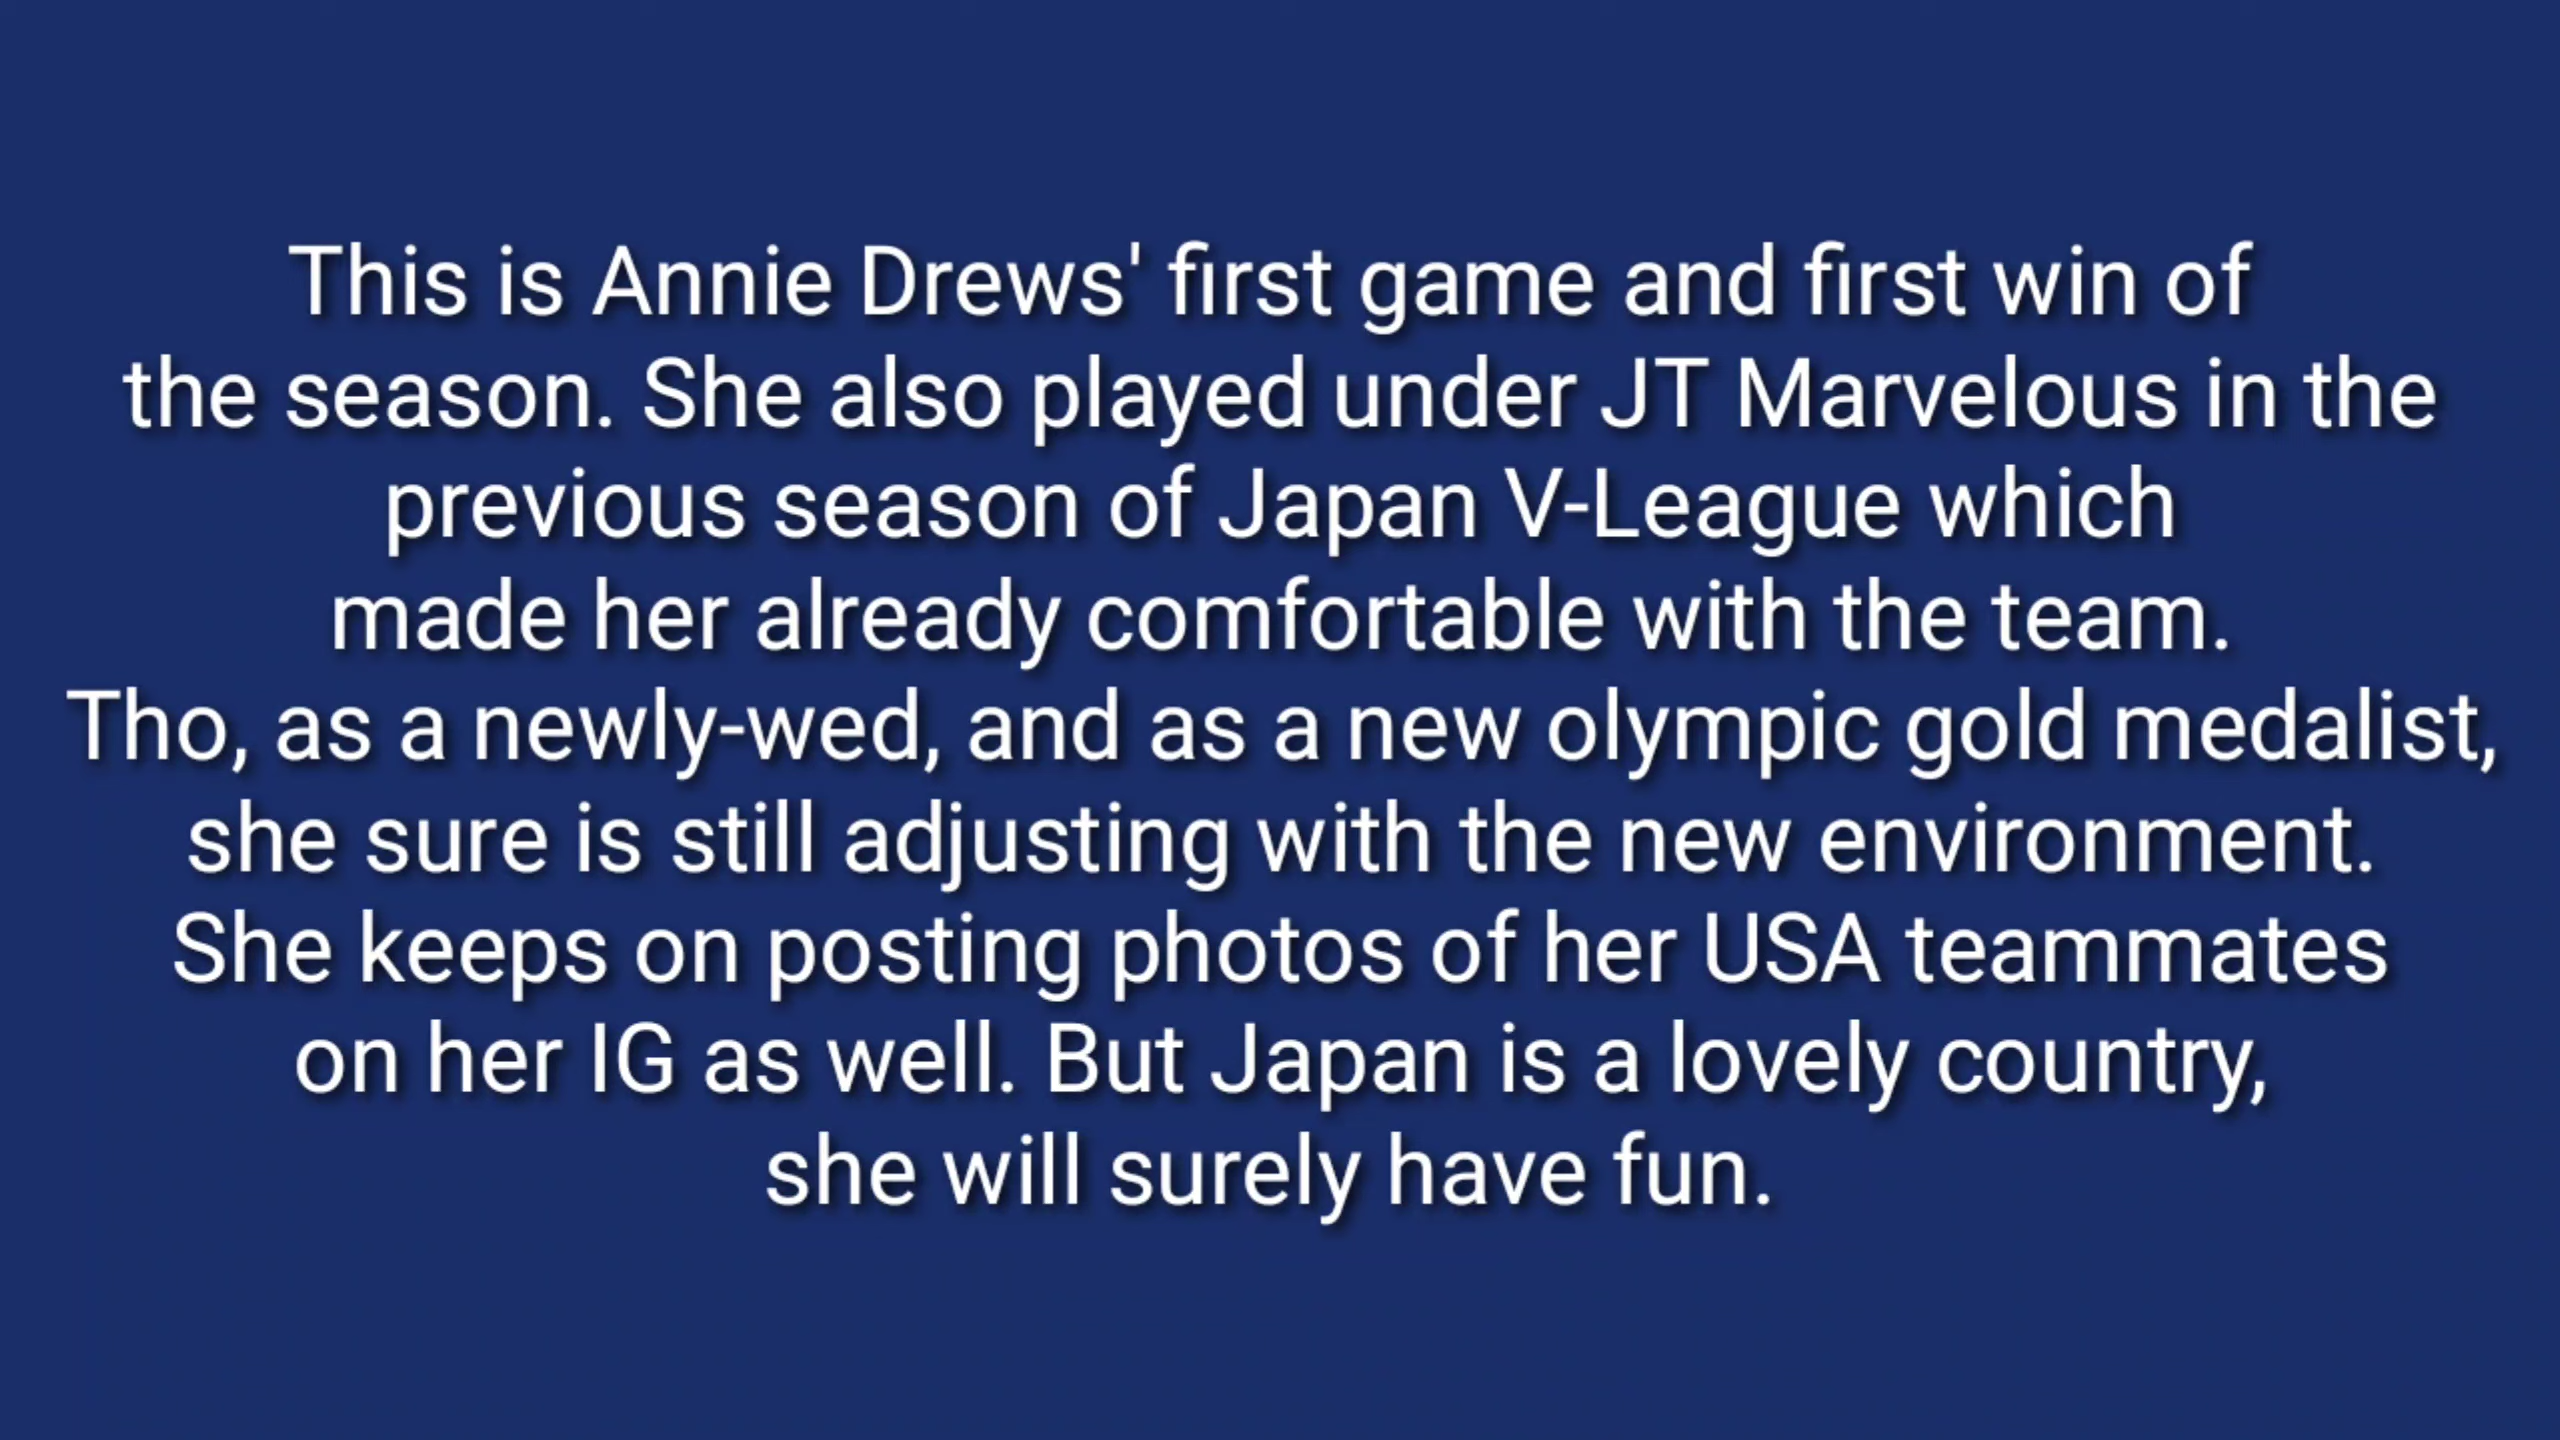 This is Annie Drews' first game and first win of
the season. She also played under JT Marvelous in the
previous season of Japan V-League which
made her already comfortable with the team.
Tho, as a newly-wed, and as a new olympic gold medalist,
she sure is still adjusting with the new environment.
She keeps on posting photos of her USA teammates
on her IG as well. But Japan is a lovely country,
she will surely have fun.